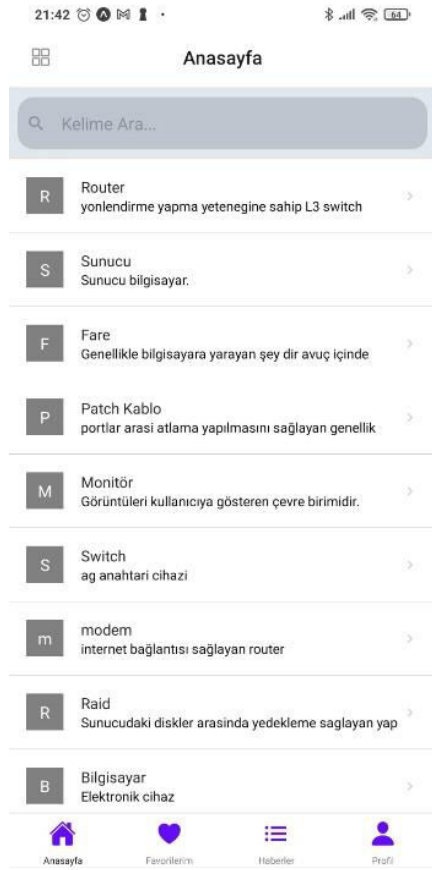 21:42
64
Anasayfa
Kelime Ara...
R
Router
yonlendirme yapma yetenegine sahip L3 switch
S
Sunucu
Sunucu bilgisayar.
F
Fare
Genellikle bilgisayara yarayan şey dir avuç içinde
P
Patch Kablo
portlar arasi atlama yapılmasını sağlayan genellik
M
Monitör
Görüntüleri kullanıcıya gösteren çevre birimidir.
S
Switch
ag anahtari cihazi
m
modem
internet bağlantısı sağlayan router
R
Raid
Sunucudaki diskler arasinda yedekleme saglayan yap
B
Bilgisayar
Elektronik cihaz
Anasayfa Favorilerim Haberler Profil